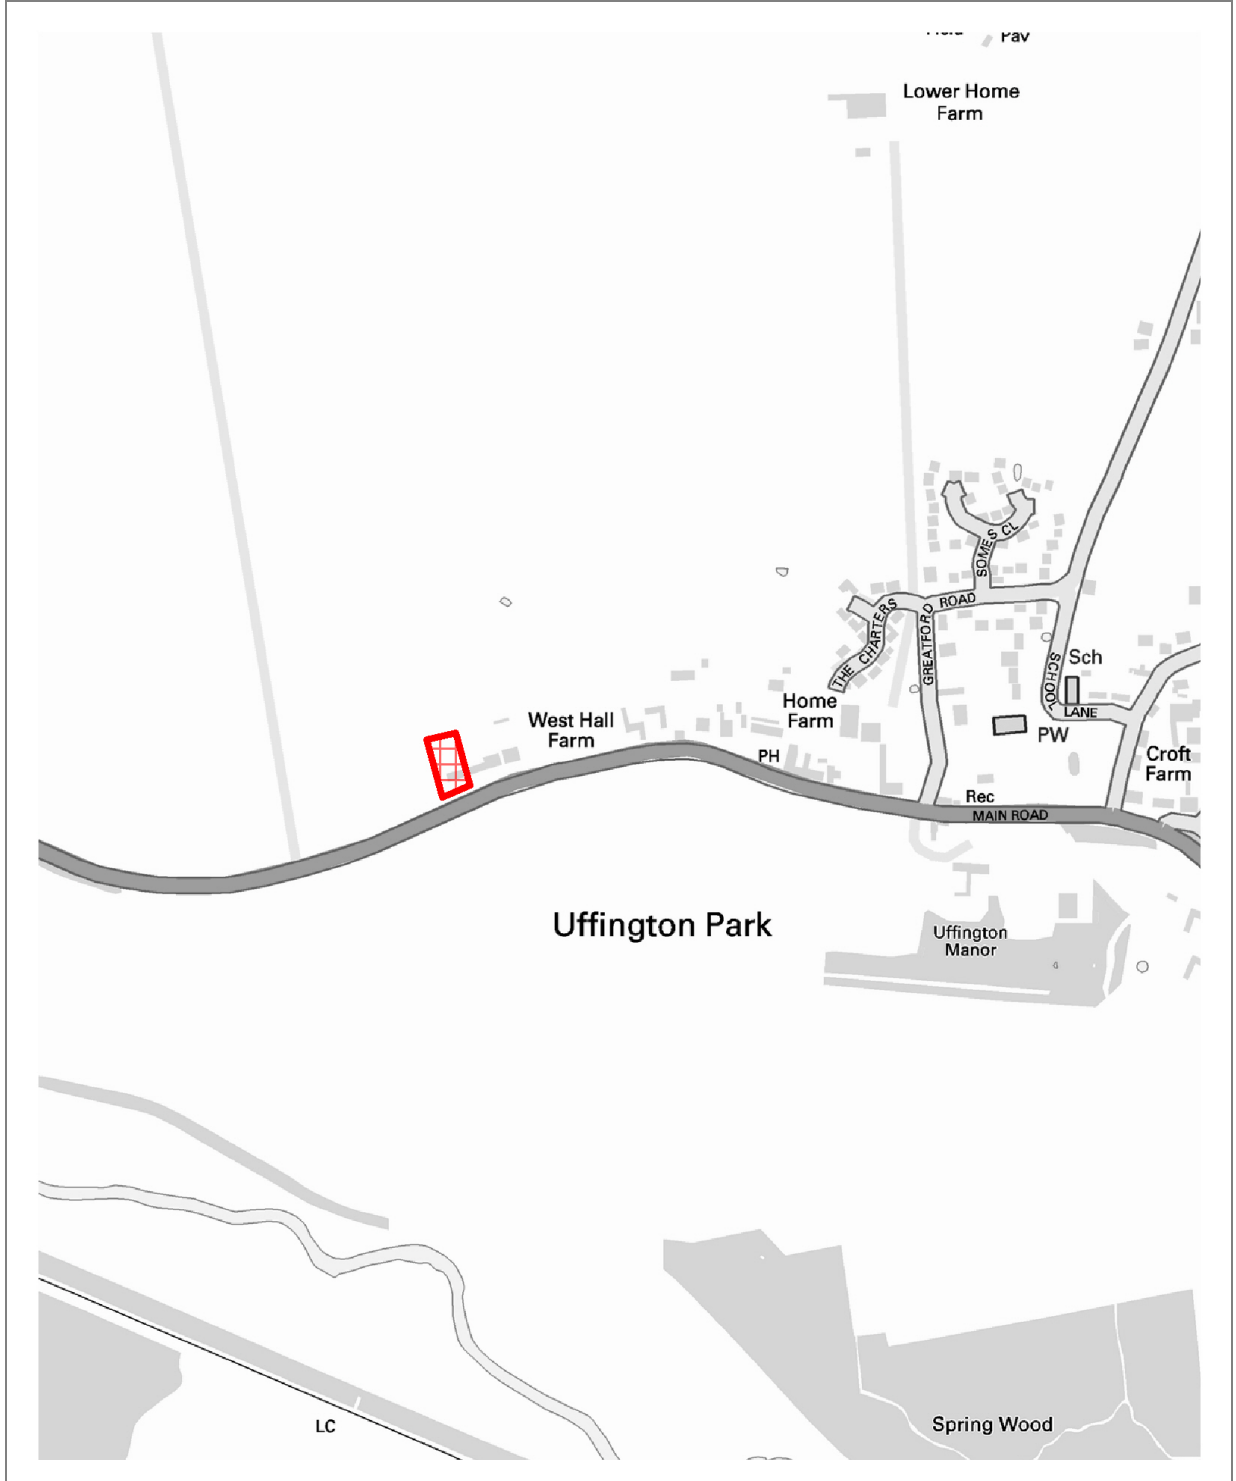 Pav
Lower Home
Farm
SOMES CL
ROAD
THE CHARTERS
GREATFORD
SCHOOL
Sch
LANE
Home
Farm
West Hall
Farm
PW
PH
Croft
Farm
Rec
MAIN ROAD
Uffington Park
Uffington
Manor
Spring Wood
LC